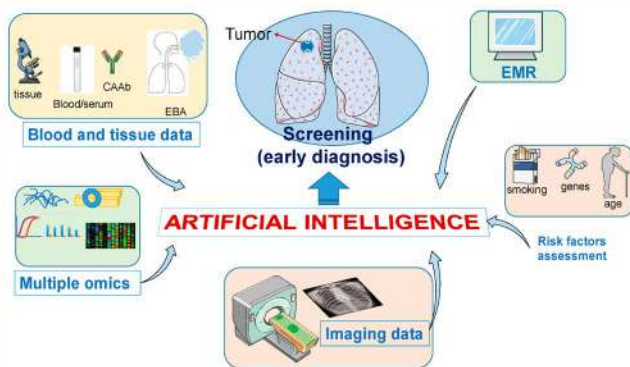 Tumor
tissue
Blood/serum
CAAb
EBA
Blood and tissue data
Screening
(early diagnosis)
EMR
smoking
genes
age
Risk factors
assessment
ARTIFICIAL INTELLIGENCE
Multiple omics
Imaging data